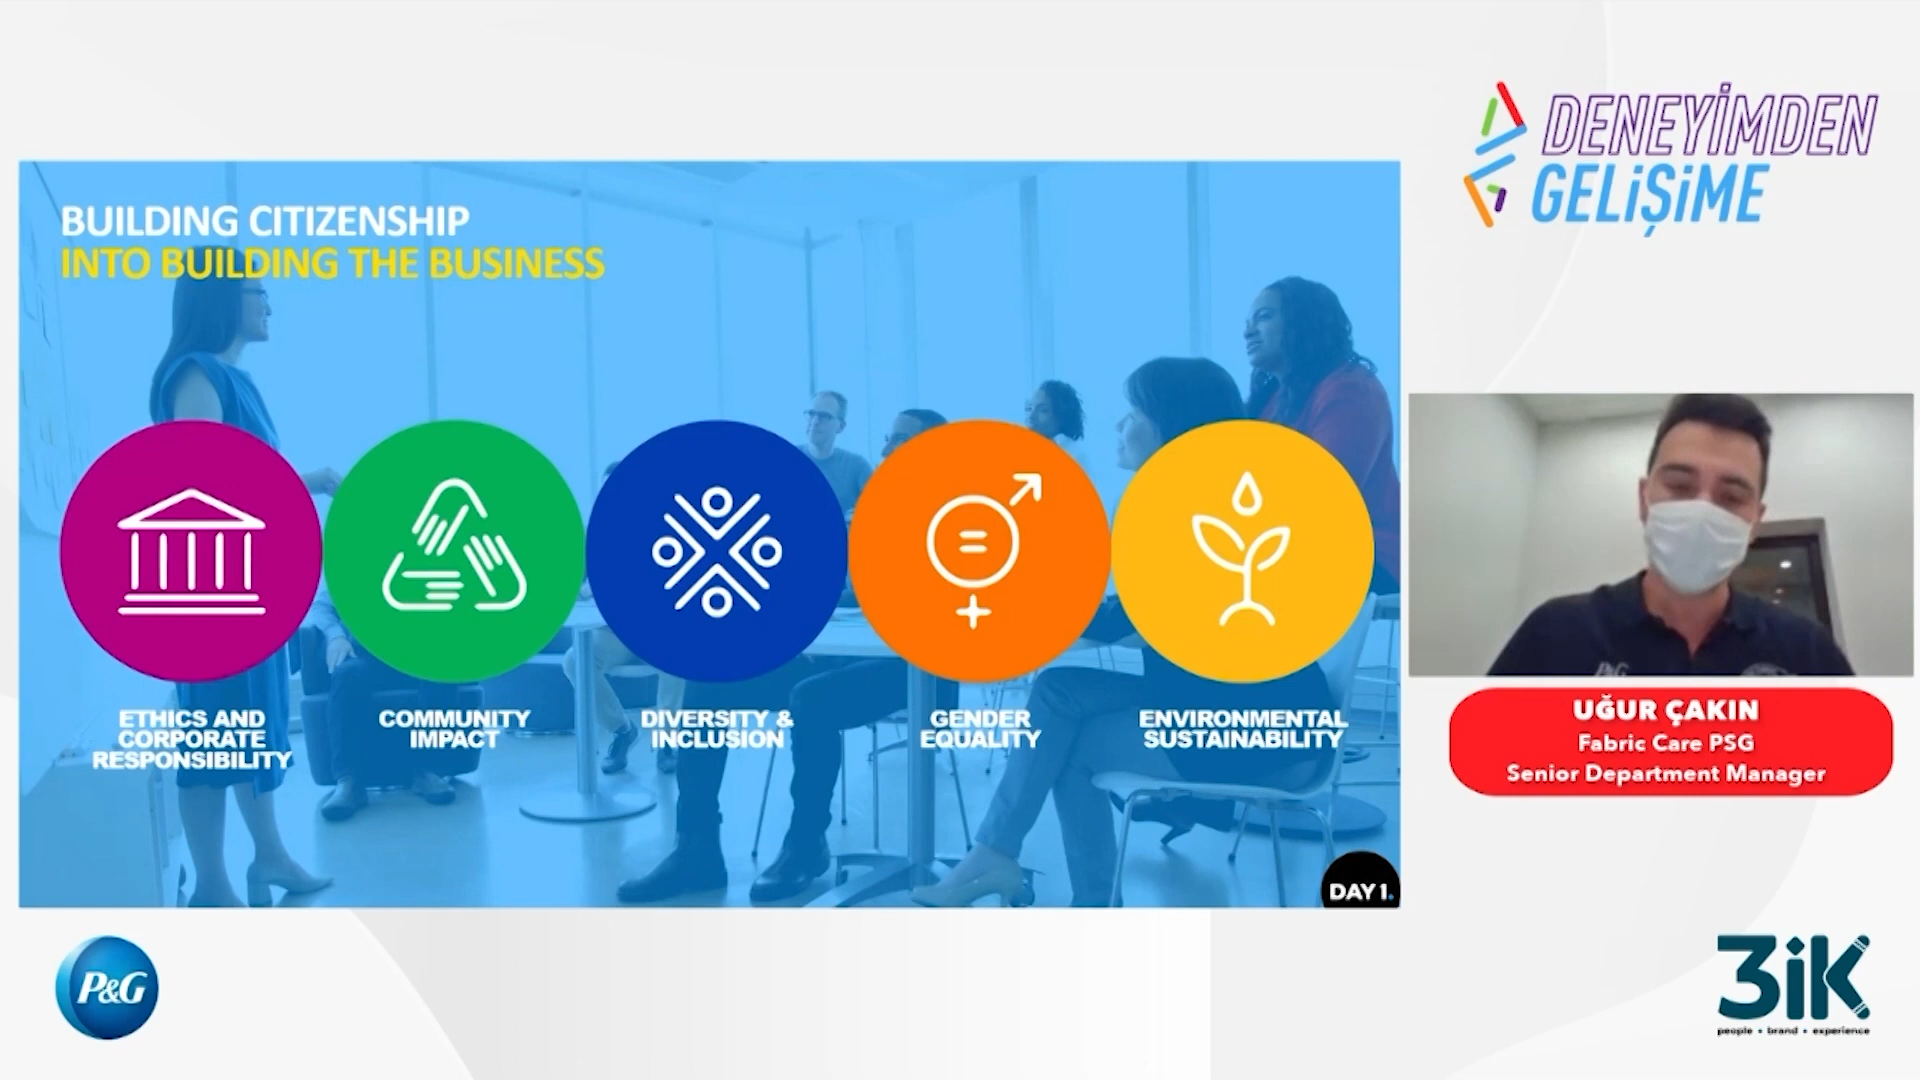 DENEYİMDEN
GELİŞİME
BUILDING CITIZENSHIP
INTO BUILDING THE BUSINESS
ETHICS AND
CORPORATE
RESPONSIBILITY
COMMUNITY
IMPACT
DIVERSITY &
INCLUSION
GENDER
EQUALITY
ENVIRONMENTAL
SUSTAINABILITY
DAY 1.
P&G
UĞUR ÇAKIN
Fabric Care PSG
Senior Department Manager
P&G
3iK
people • brand • experience